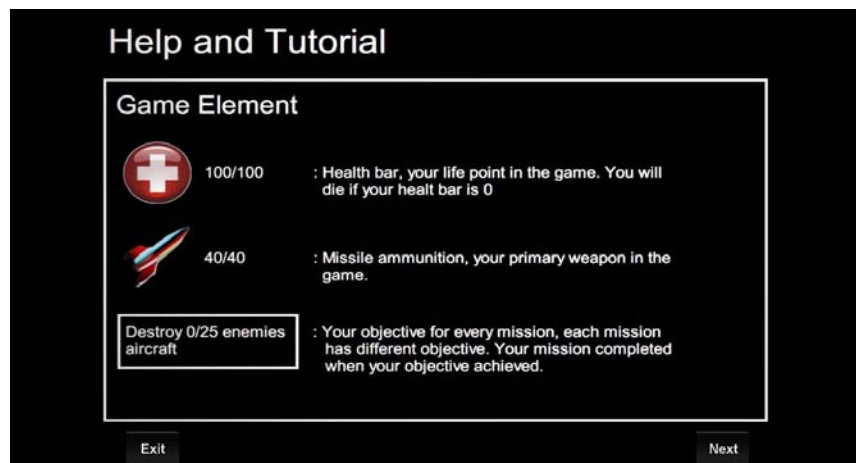 Help and Tutorial
Game Element
100/100
: Health bar, your life point in the game. You will
die if your healt bar is 0
40/40
: Missile ammunition, your primary weapon in the
game.
Destroy 0/25 enemies
aircraft
: Your objective for every mission, each mission
has different objective. Your mission completed
when your objective achieved.
Exit
Next